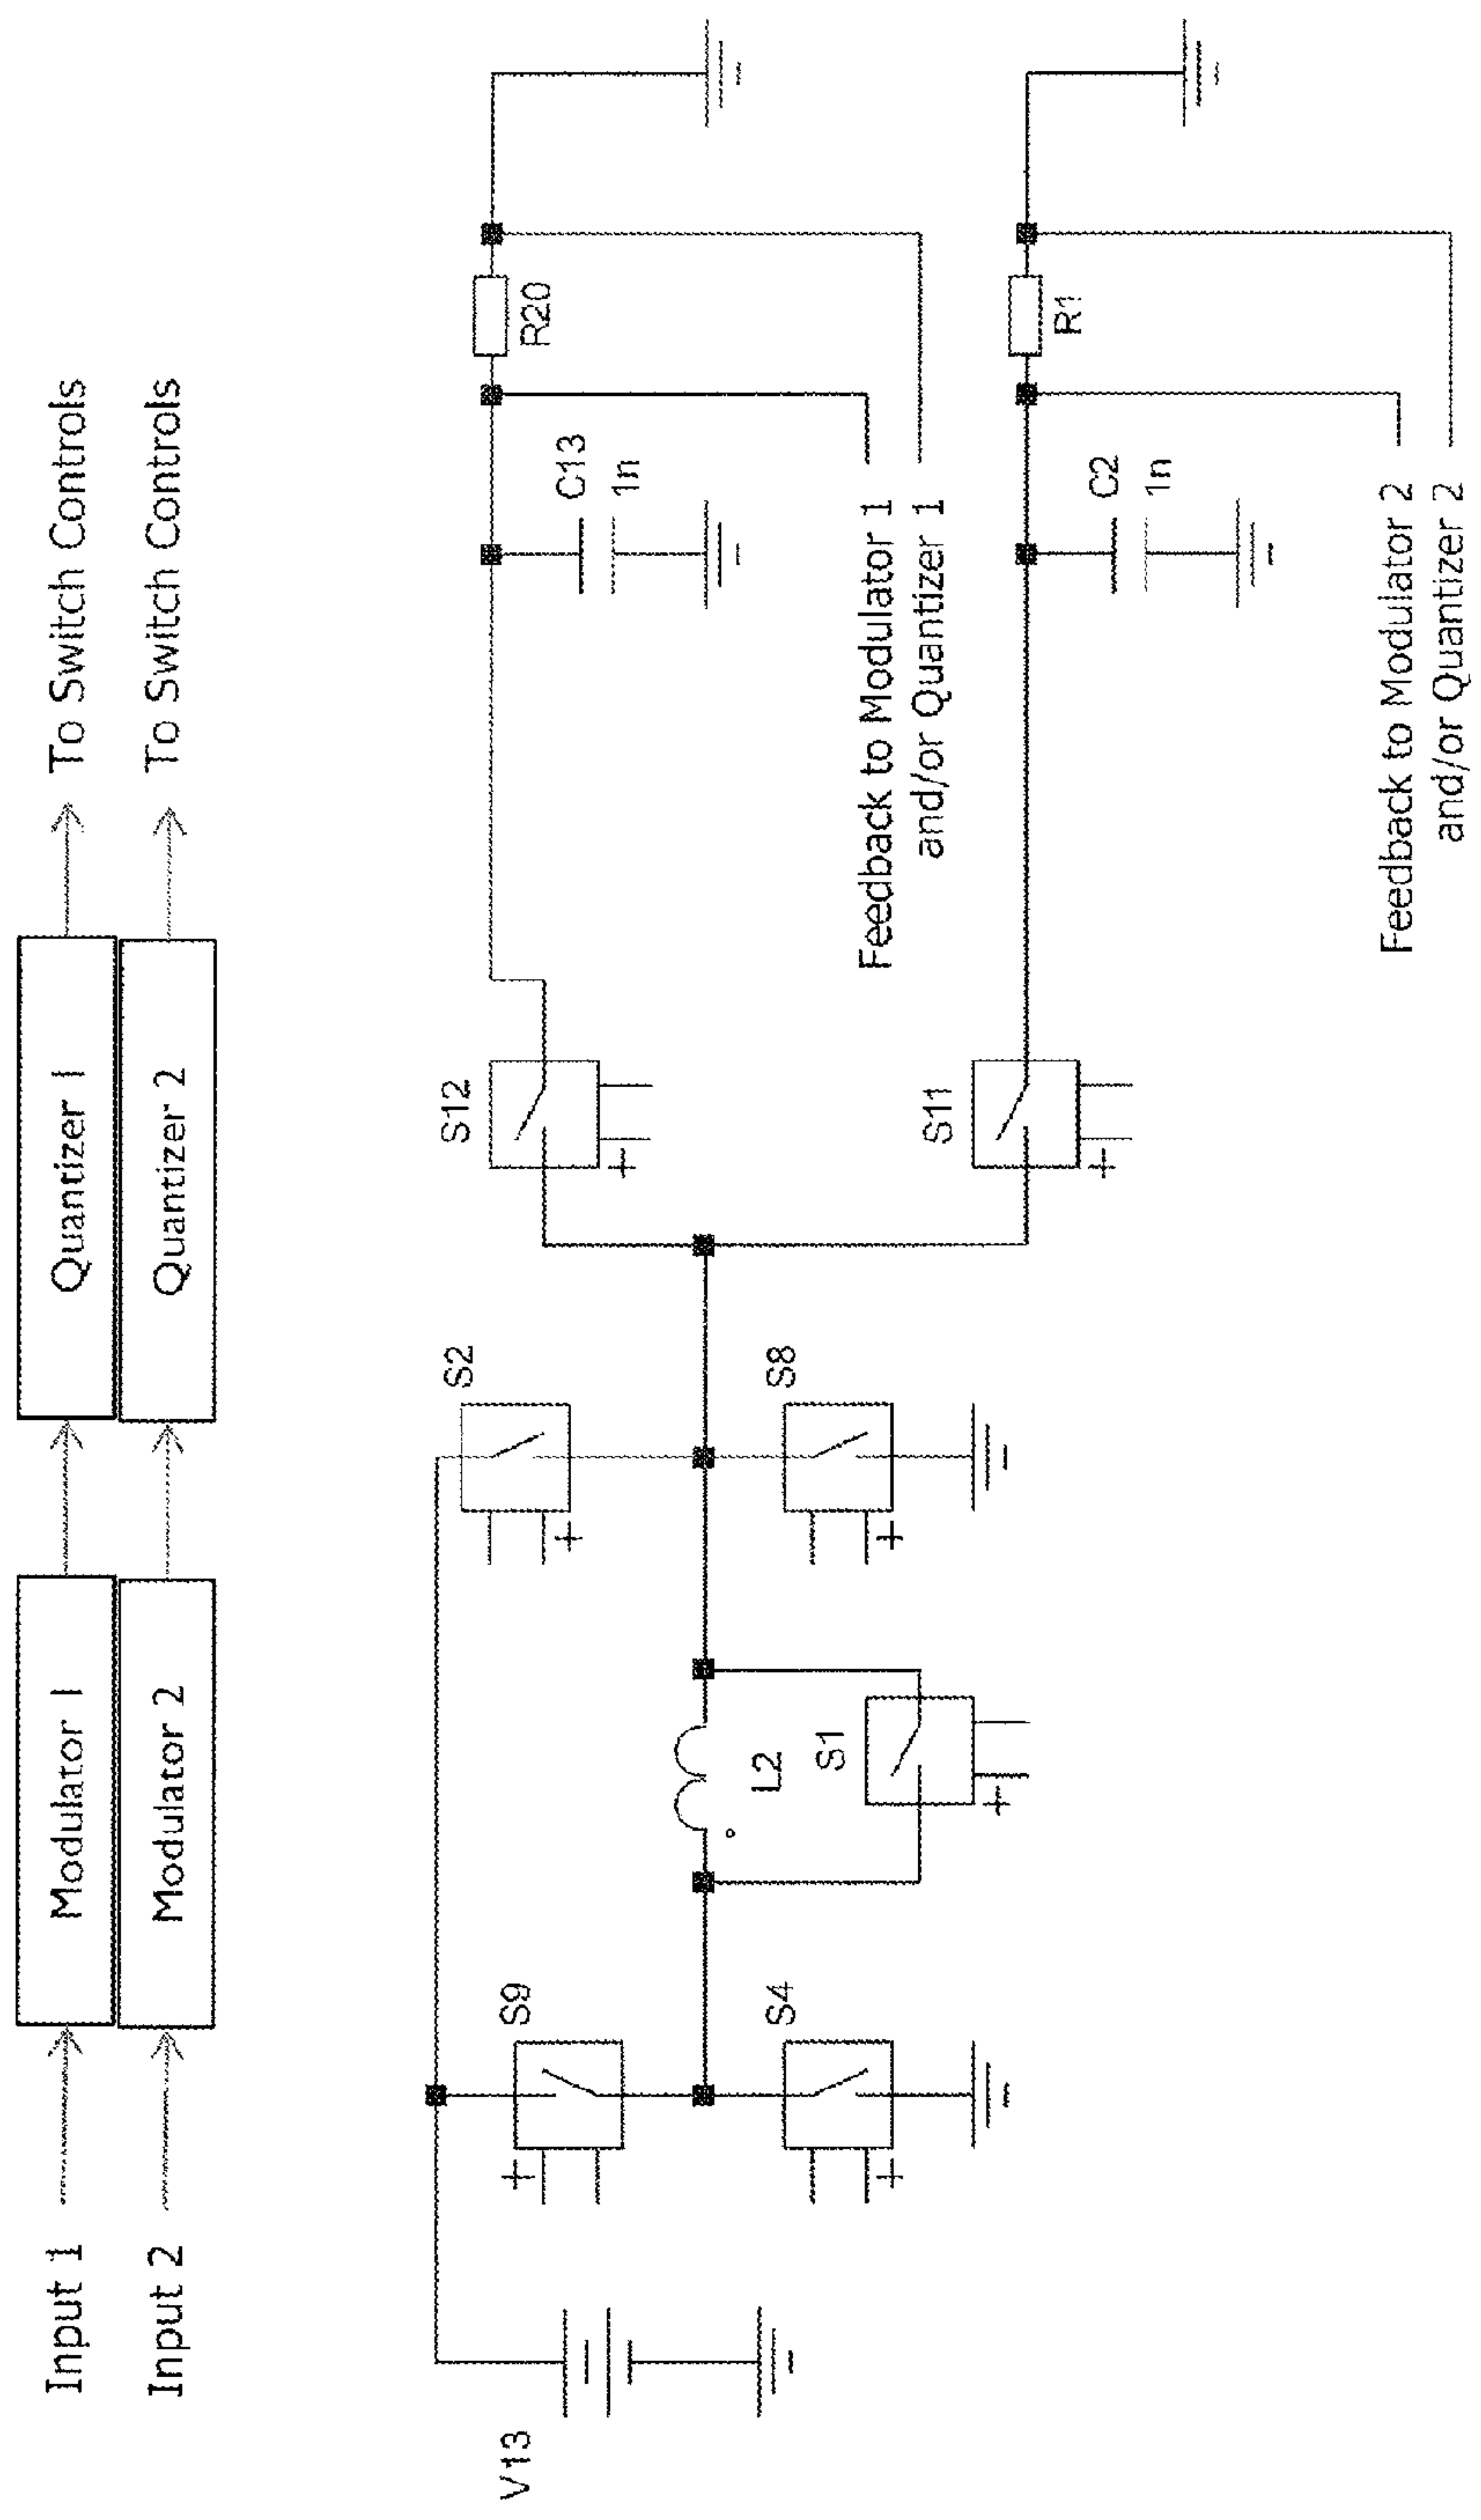 Input 1
Modulator 1
Quantizer 1
To Switch Controls
Input 2
Modulator 2
Quantizer 2
To Switch Controls
V13
S9
S4
L2
S1
S2
S8
S12
S11
C13
1n
R20
Feedback to Modulator 1
and/or Quantizer 1
C2
1n
R1
Feedback to Modulator 2
and/or Quantizer 2